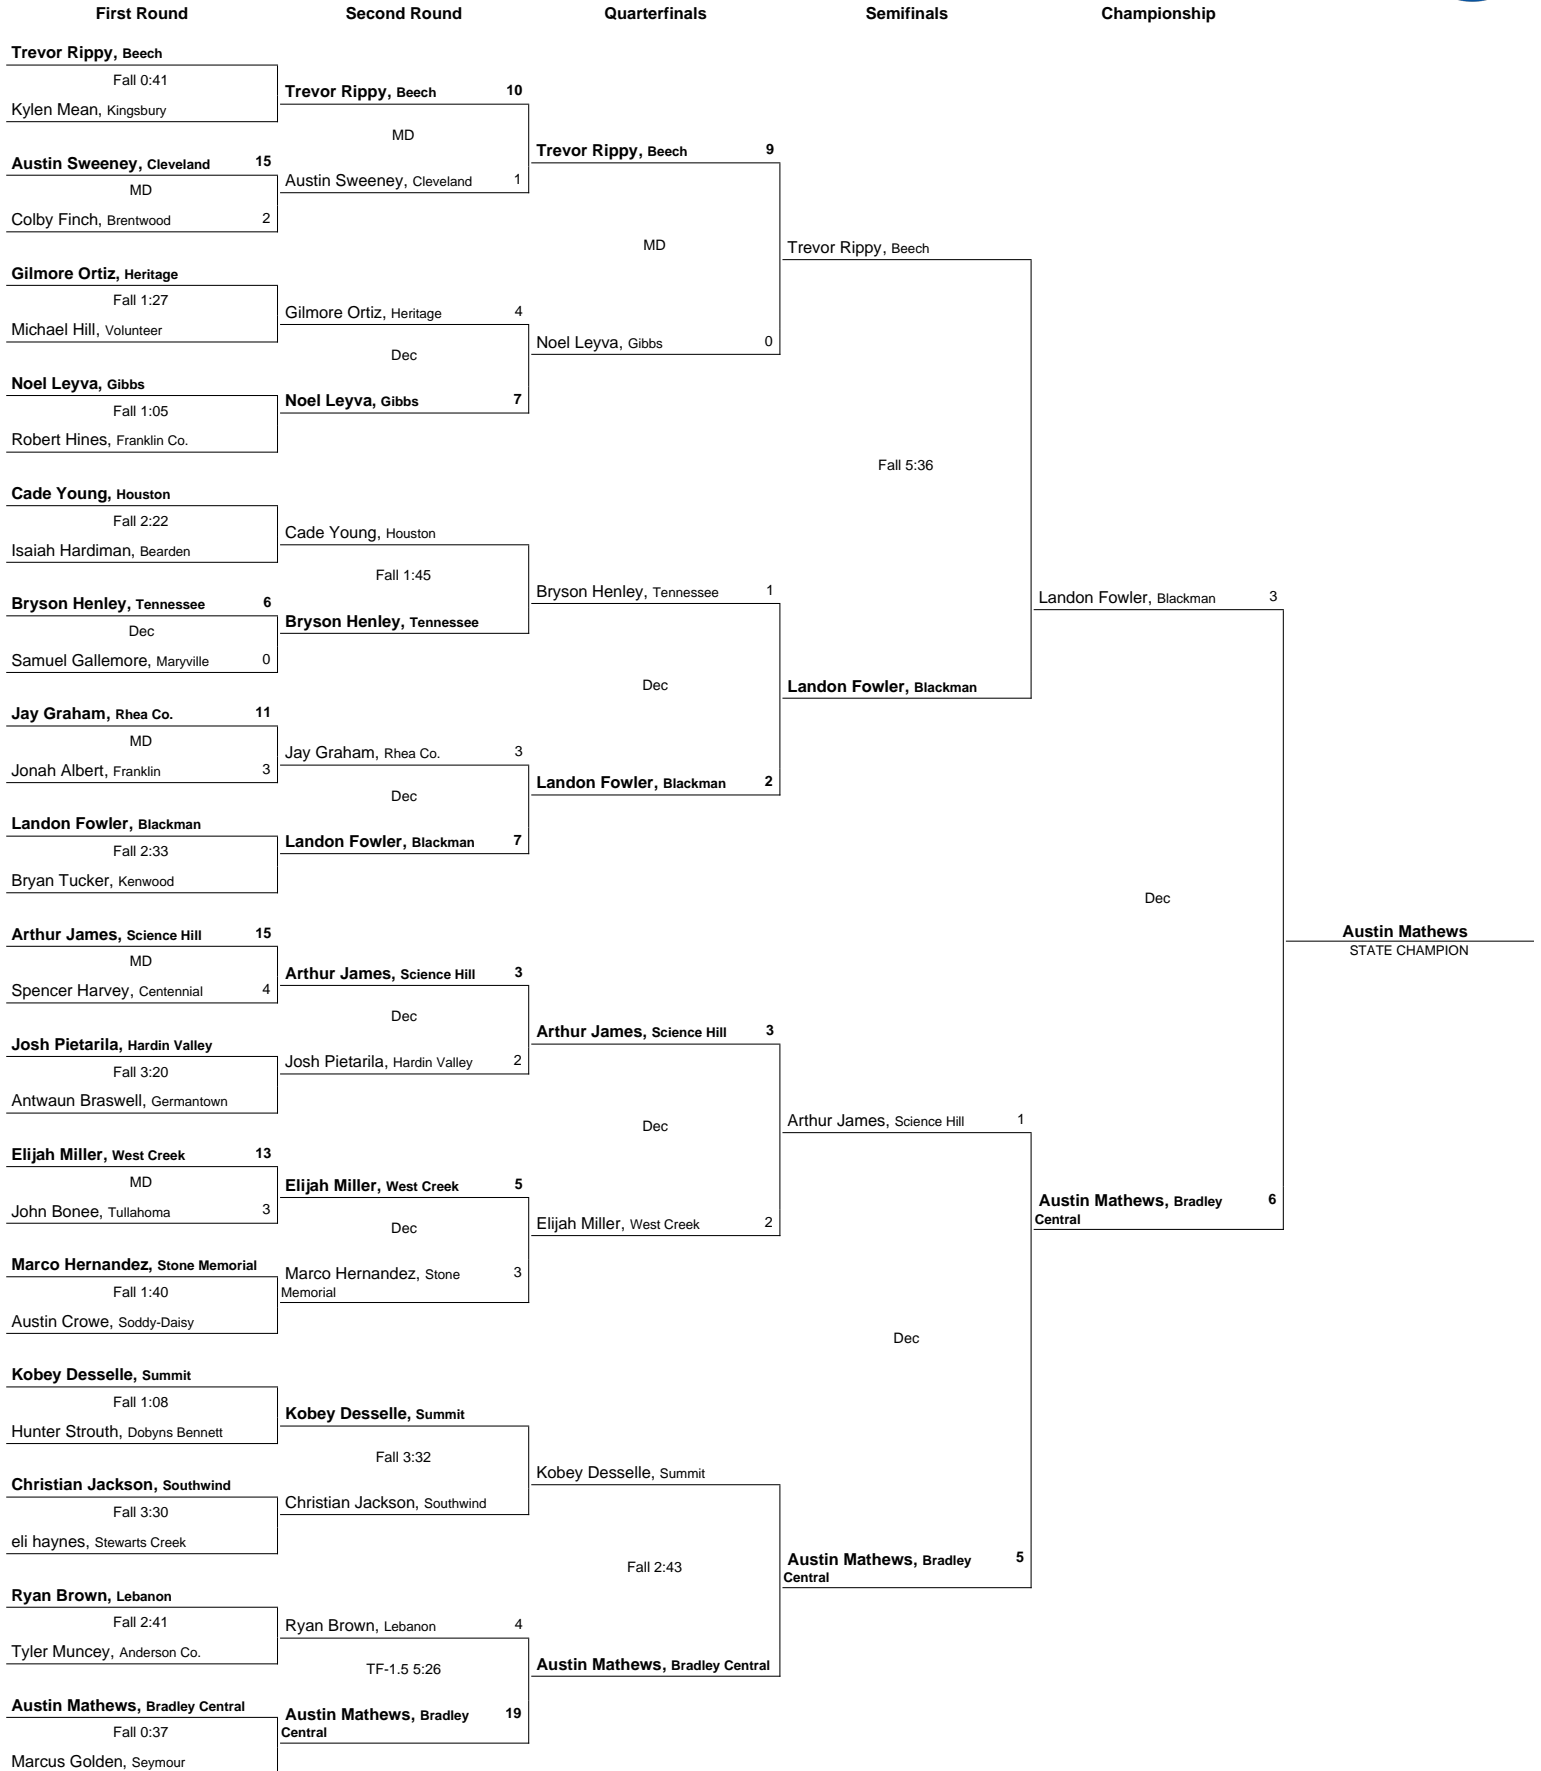 First Round Second Round Quarterfinals Semifinals Championship
Trevor Rippy, Beech
Fall 0:41
Kylen Mean, Kingsbury
Austin Sweeney, Cleveland 15
MD
Colby Finch, Brentwood 2
Gilmore Ortiz, Heritage
Fall 1:27
Michael Hill, Volunteer
Noel Leyva, Gibbs
Fall 1:05
Robert Hines, Franklin Co.
Cade Young, Houston
Fall 2:22
Isaiah Hardiman, Bearden
Bryson Henley, Tennessee 6
Dec
Samuel Gallemore, Maryville 0
Jay Graham, Rhea Co. 11
MD
Jonah Albert, Franklin 3
Landon Fowler, Blackman
Fall 2:33
Bryan Tucker, Kenwood
Arthur James, Science Hill 15
MD
Spencer Harvey, Centennial 4
Josh Pietarila, Hardin Valley
Fall 3:20
Antwaun Braswell, Germantown
Elijah Miller, West Creek 13
MD
John Bonee, Tullahoma 3
Marco Hernandez, Stone Memorial
Fall 1:40
Austin Crowe, Soddy-Daisy
Kobey Desselle, Summit
Fall 1:08
Hunter Strouth, Dobyns Bennett
Christian Jackson, Southwind
Fall 3:30
eli haynes, Stewarts Creek
Ryan Brown, Lebanon
Fall 2:41
Tyler Muncey, Anderson Co.
Austin Mathews, Bradley Central
Fall 0:37
Marcus Golden, Seymour
Trevor Rippy, Beech 10
MD
Austin Sweeney, Cleveland 1
Gilmore Ortiz, Heritage 4
Dec
Noel Leyva, Gibbs 7
Cade Young, Houston
Fall 1:45
Bryson Henley, Tennessee
Jay Graham, Rhea Co. 3
Dec
Landon Fowler, Blackman 7
Arthur James, Science Hill 3
Dec
Josh Pietarila, Hardin Valley 2
Elijah Miller, West Creek 5
Dec
Marco Hernandez, Stone 3
Memorial
Kobey Desselle, Summit
Fall 3:32
Christian Jackson, Southwind
Ryan Brown, Lebanon 4
TF-1.5 5:26
Austin Mathews, Bradley 19
Central
Trevor Rippy, Beech 9
MD
Noel Leyva, Gibbs 0
Bryson Henley, Tennessee 1
Dec
Landon Fowler, Blackman 2
Arthur James, Science Hill 3
Dec
Elijah Miller, West Creek 2
Kobey Desselle, Summit
Fall 2:43
Austin Mathews, Bradley Central
Trevor Rippy, Beech
Fall 5:36
Landon Fowler, Blackman
Arthur James, Science Hill 1
Dec
Austin Mathews, Bradley 5
Central
Landon Fowler, Blackman 3
Dec
Austin Mathews, Bradley 6
Central
Austin Mathews
STATE CHAMPION